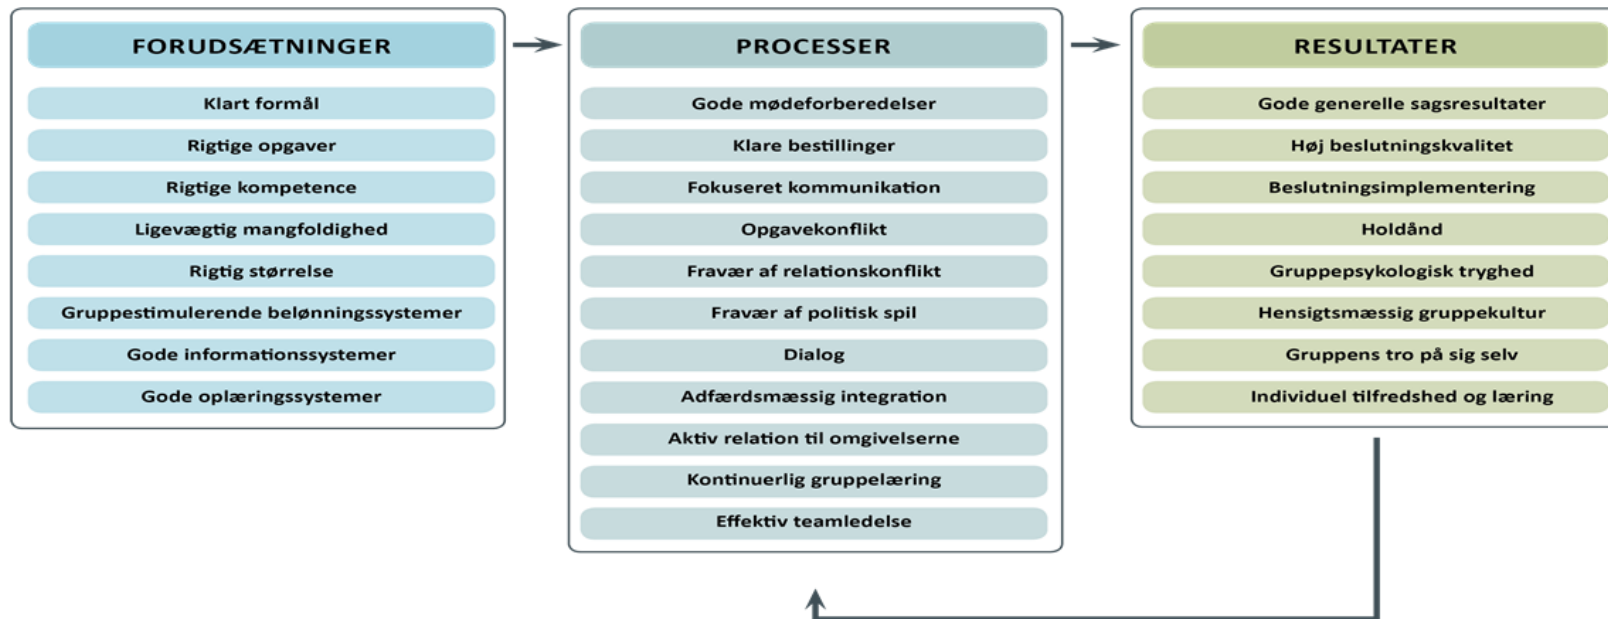 FORUDSÆTNINGER
Klart formål
Rigtige opgaver
Rigtige kompetence
Ligevægtig mangfoldighed
Rigtig størrelse
Gruppestimulerende belønningssystemer
Gode informationssystemer
Gode oplæringssystemer
PROCESSER
Gode mødeforberedelser
Klare bestillinger
Fokuseret kommunikation
Opgavekonflikt
Fravær af relationskonflikt
Fravær af politisk spil
Dialog
Adfærdsmæssig integration
Aktiv relation til omgivelserne
Kontinuerlig gruppelæring
Effektiv teamledelse
RESULTATER
Gode generelle sagsresultater
Høj beslutningskvalitet
Beslutningsimplementering
Holdånd
Gruppepsykologisk tryghed
Hensigtsmæssig gruppekultur
Gruppens tro på sig selv
Individuel tilfredshed og læring